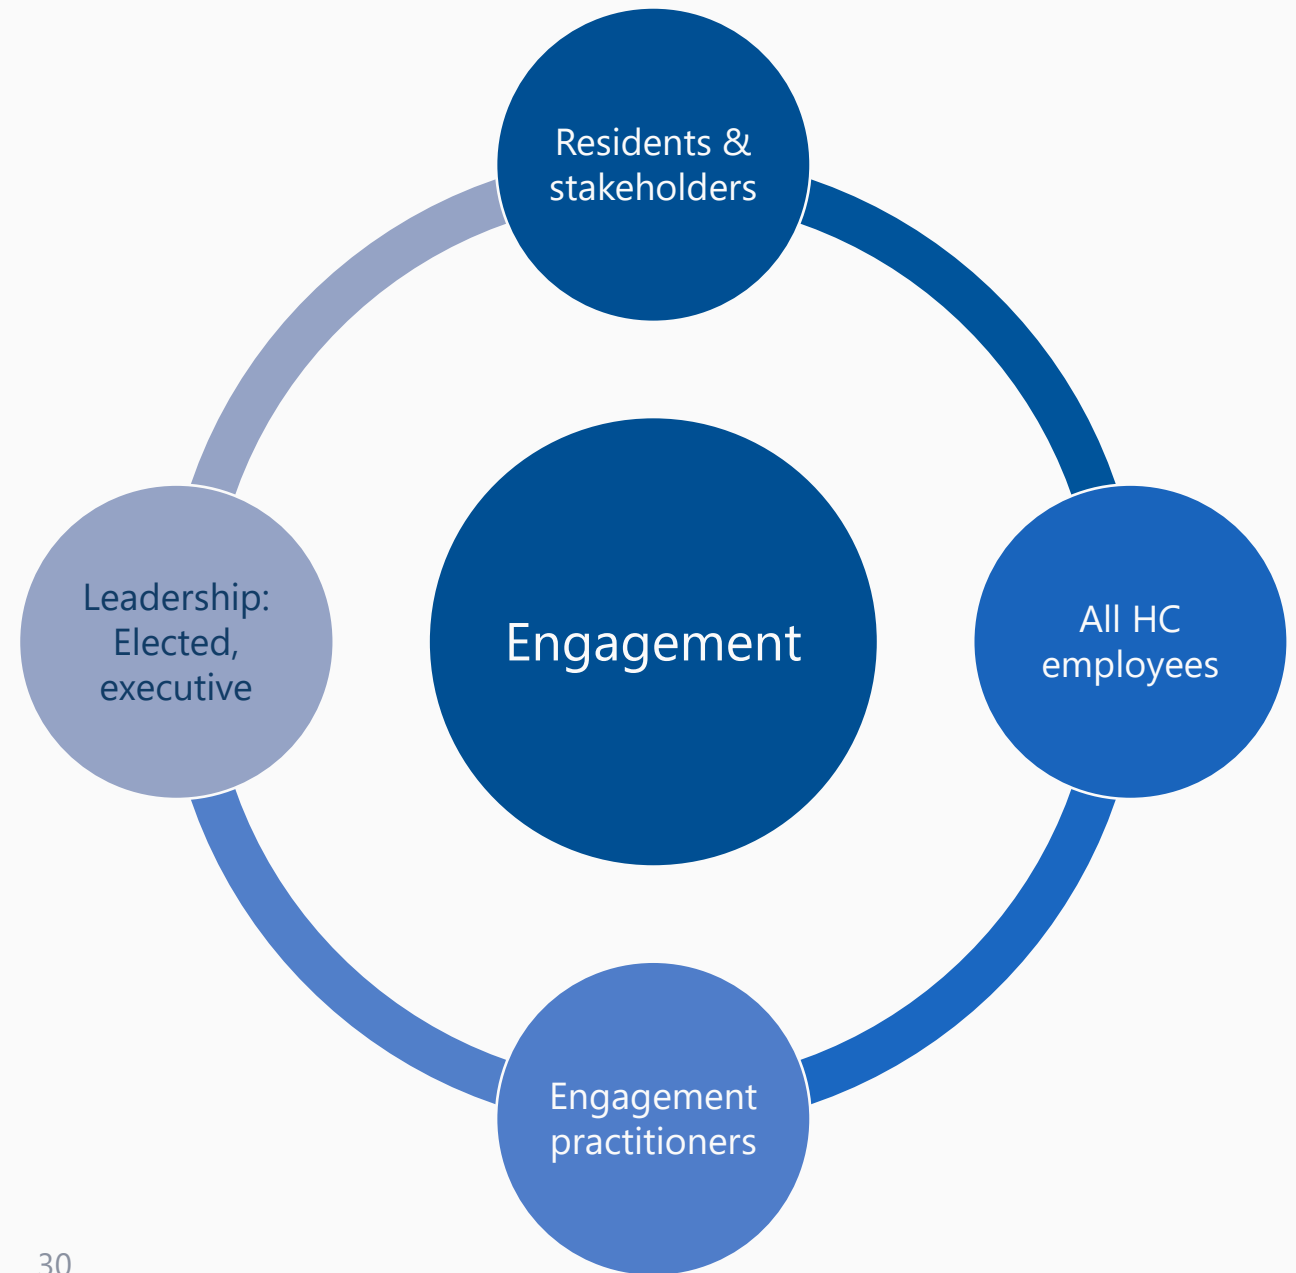 Residents &
stakeholders
Leadership:
Elected,
executive
Engagement
All HC
employees
Engagement
practitioners
30